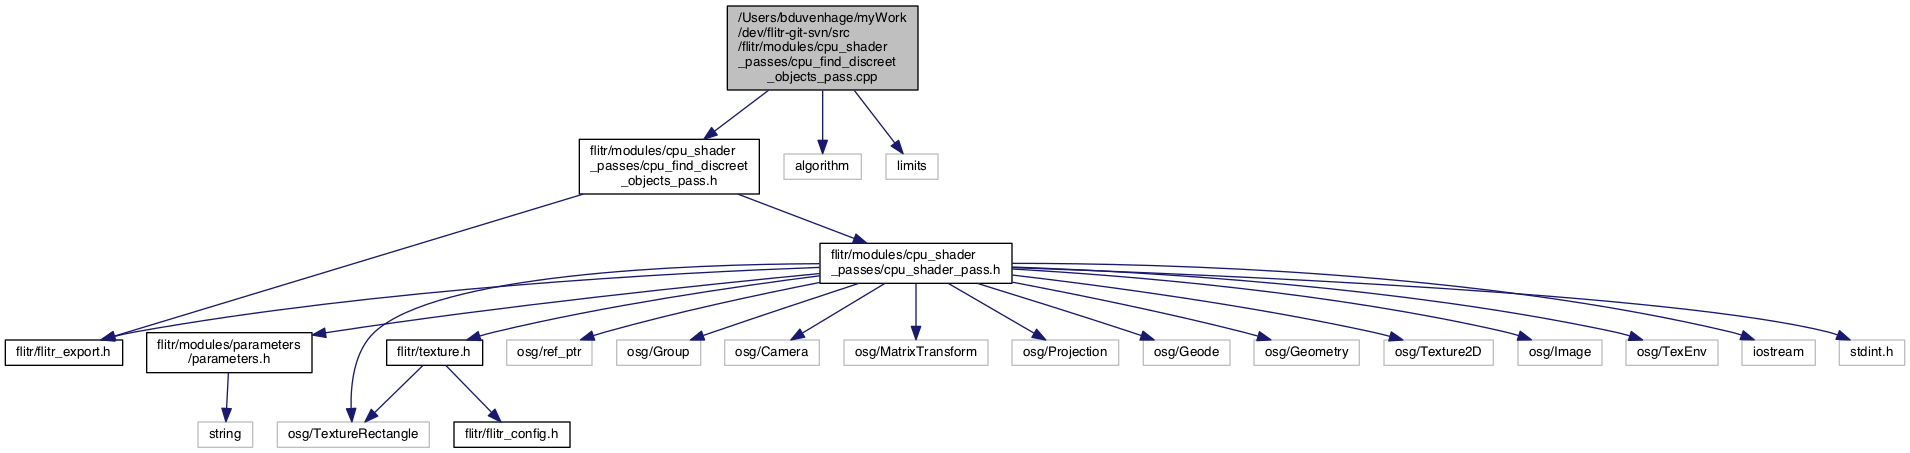 /Users/bduvenhage/myWork
/dev/flitr-git-svn/src
/flitr/modules/cpu_shader
_passes/cpu_find_discreet
_objects_pass.cpp
flitr/modules/cpu_shader
_passes/cpu_find_discreet
_objects_pass.h
algorithm
limits
flitr/modules/cpu_shader
_passes/cpu_shader_pass.h
flitr/flitr_export.h
flitr/modules/parameters
/parameters.h
flitr/texture.h
osg/ref_ptr
osg/Group
osg/Camera
osg/MatrixTransform
osg/Projection
osg/Geode
osg/Geometry
osg/Texture2D
osg/Image
osg/TexEnv
iostream
stdint.h
string
osg/TextureRectangle
flitr/flitr_config.h